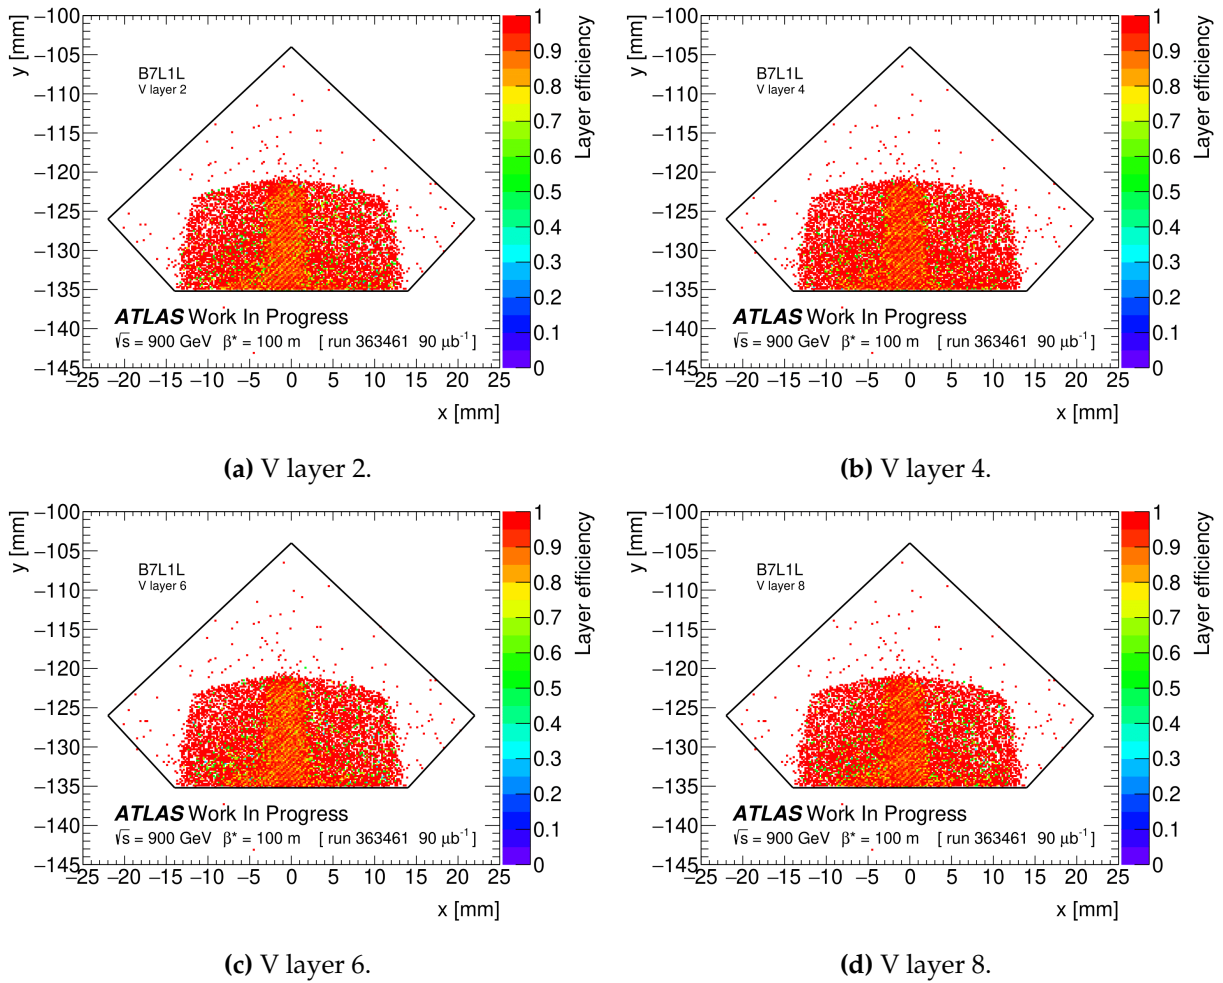 y [mm]
−100
−105
−110
−115
−120
−125
−130
−135
−140
−145
B7L1L
V layer 2
ATLAS Work In Progress
√s = 900 GeV β* = 100 m [ run 363461 90 μb⁻¹ ]
−25 −20 −15 −10 −5 0 5 10 15 20 25
x [mm]
1
0.9
0.8
0.7
0.6
0.5
0.4
0.3
0.2
0.1
0
Layer efficiency
(a) V layer 2.
y [mm]
−100
−105
−110
−115
−120
−125
−130
−135
−140
−145
B7L1L
V layer 4
ATLAS Work In Progress
√s = 900 GeV β* = 100 m [ run 363461 90 μb⁻¹ ]
−25 −20 −15 −10 −5 0 5 10 15 20 25
x [mm]
1
0.9
0.8
0.7
0.6
0.5
0.4
0.3
0.2
0.1
0
Layer efficiency
(b) V layer 4.
y [mm]
−100
−105
−110
−115
−120
−125
−130
−135
−140
−145
B7L1L
V layer 6
ATLAS Work In Progress
√s = 900 GeV β* = 100 m [ run 363461 90 μb⁻¹ ]
−25 −20 −15 −10 −5 0 5 10 15 20 25
x [mm]
1
0.9
0.8
0.7
0.6
0.5
0.4
0.3
0.2
0.1
0
Layer efficiency
(c) V layer 6.
y [mm]
−100
−105
−110
−115
−120
−125
−130
−135
−140
−145
B7L1L
V layer 8
ATLAS Work In Progress
√s = 900 GeV β* = 100 m [ run 363461 90 μb⁻¹ ]
−25 −20 −15 −10 −5 0 5 10 15 20 25
x [mm]
1
0.9
0.8
0.7
0.6
0.5
0.4
0.3
0.2
0.1
0
Layer efficiency
(d) V layer 8.